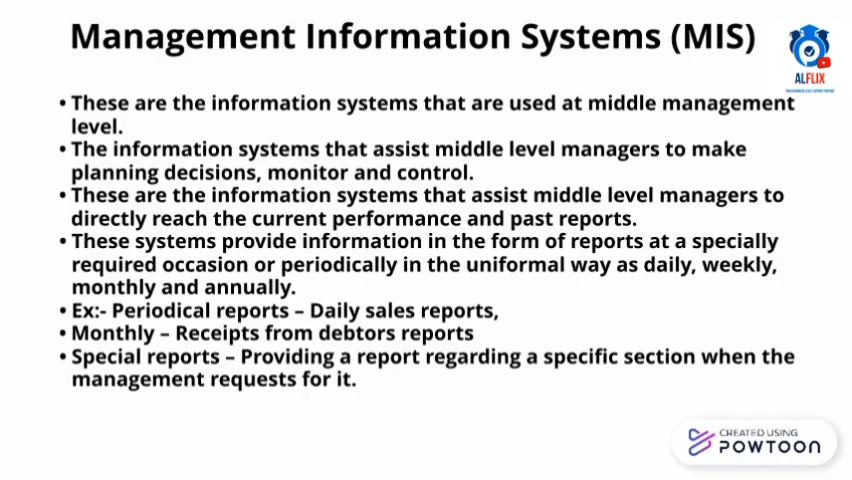 Management Information Systems (MIS)
ALFLIX
• These are the information systems that are used at middle management
level.
• The information systems that assist middle level managers to make
planning decisions, monitor and control.
• These are the information systems that assist middle level managers to
directly reach the current performance and past reports.
• These systems provide information in the form of reports at a specially
required occasion or periodically in the uniformal way as daily, weekly,
monthly and annually.
• Ex:- Periodical reports – Daily sales reports,
• Monthly – Receipts from debtors reports
• Special reports – Providing a report regarding a specific section when the
management requests for it.
CREATED USING
POWTOON